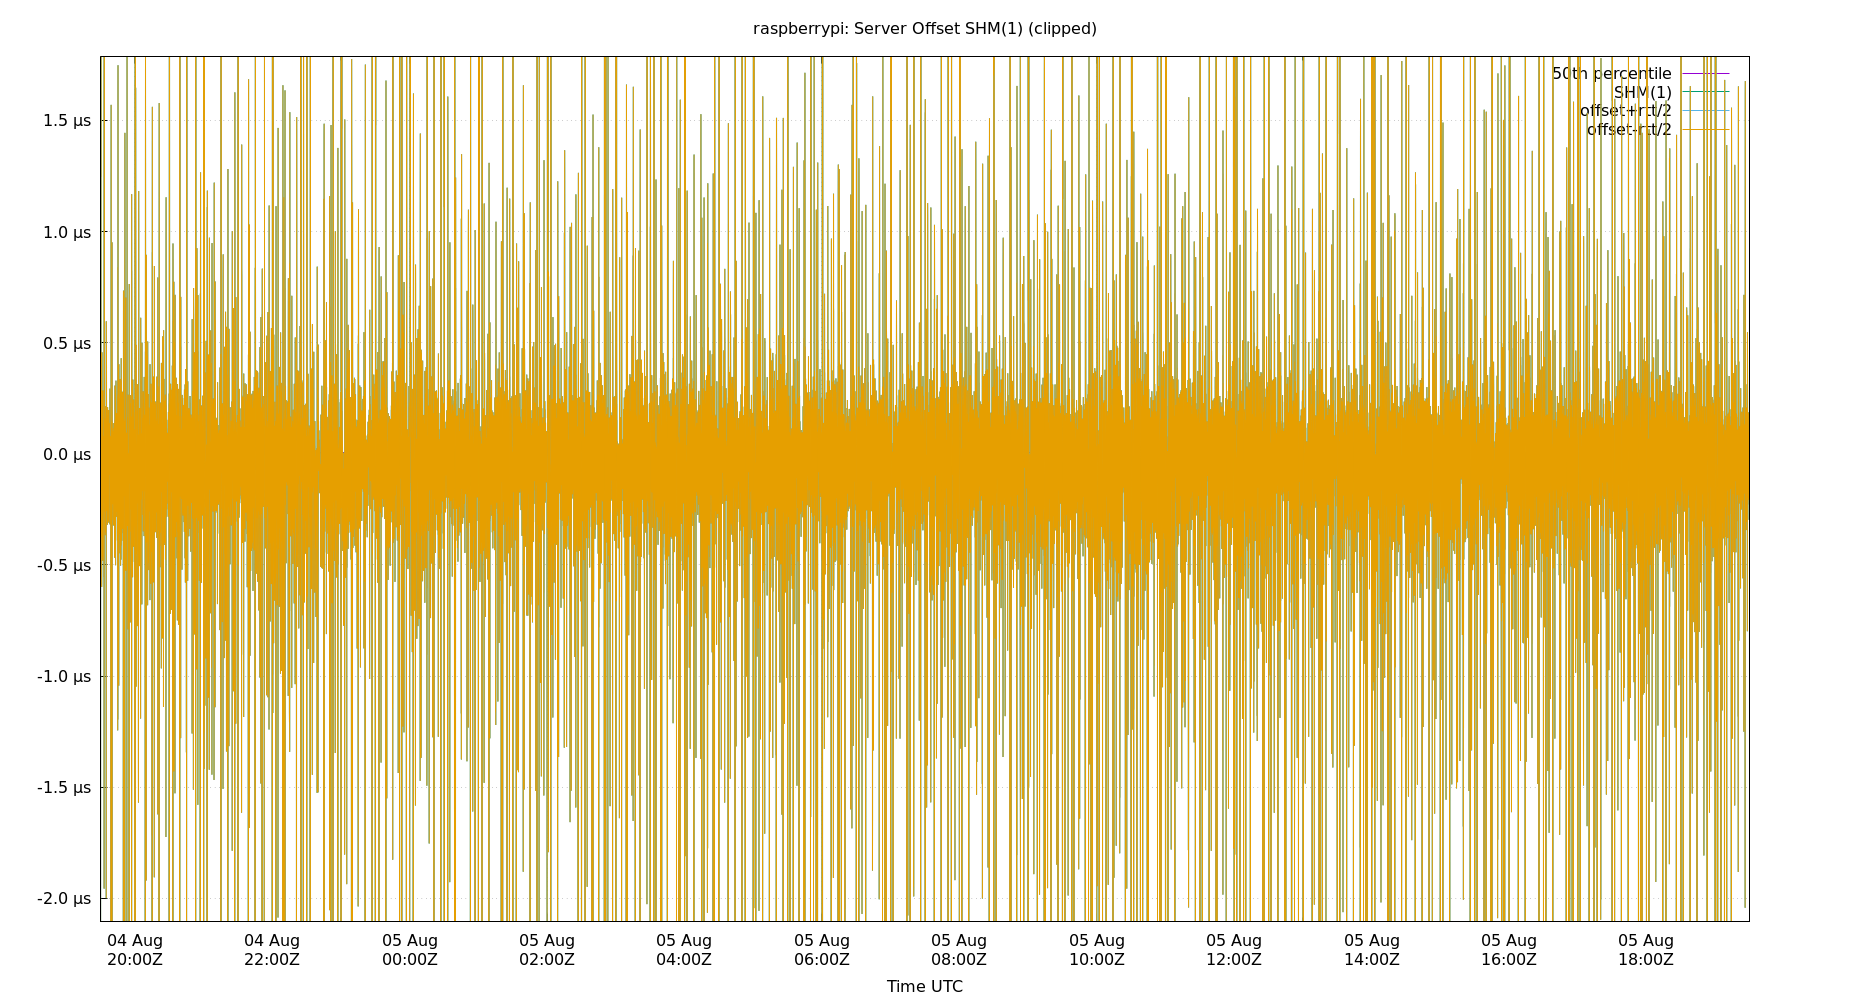 raspberrypi: Server Offset SHM(1) (clipped)
50th percentile
SHM(1)
offset+rtt/2
offset-rtt/2
1.5 µs
1.0 µs
0.5 µs
0.0 µs
-0.5 µs
-1.0 µs
-1.5 µs
-2.0 µs
04 Aug 04 Aug 05 Aug 05 Aug 05 Aug 05 Aug 05 Aug 05 Aug 05 Aug 05 Aug 05 Aug 05 Aug
20:00Z 22:00Z 00:00Z 02:00Z 04:00Z 06:00Z 08:00Z 10:00Z 12:00Z 14:00Z 16:00Z 18:00Z
Time UTC